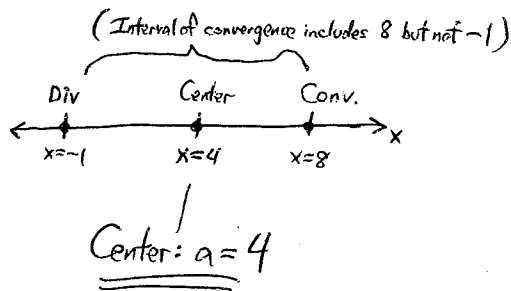 (Interval of convergence includes 8 but not -1)
Div Center Conv.
x
x=-1 x=4 x=8
Center: a = 4